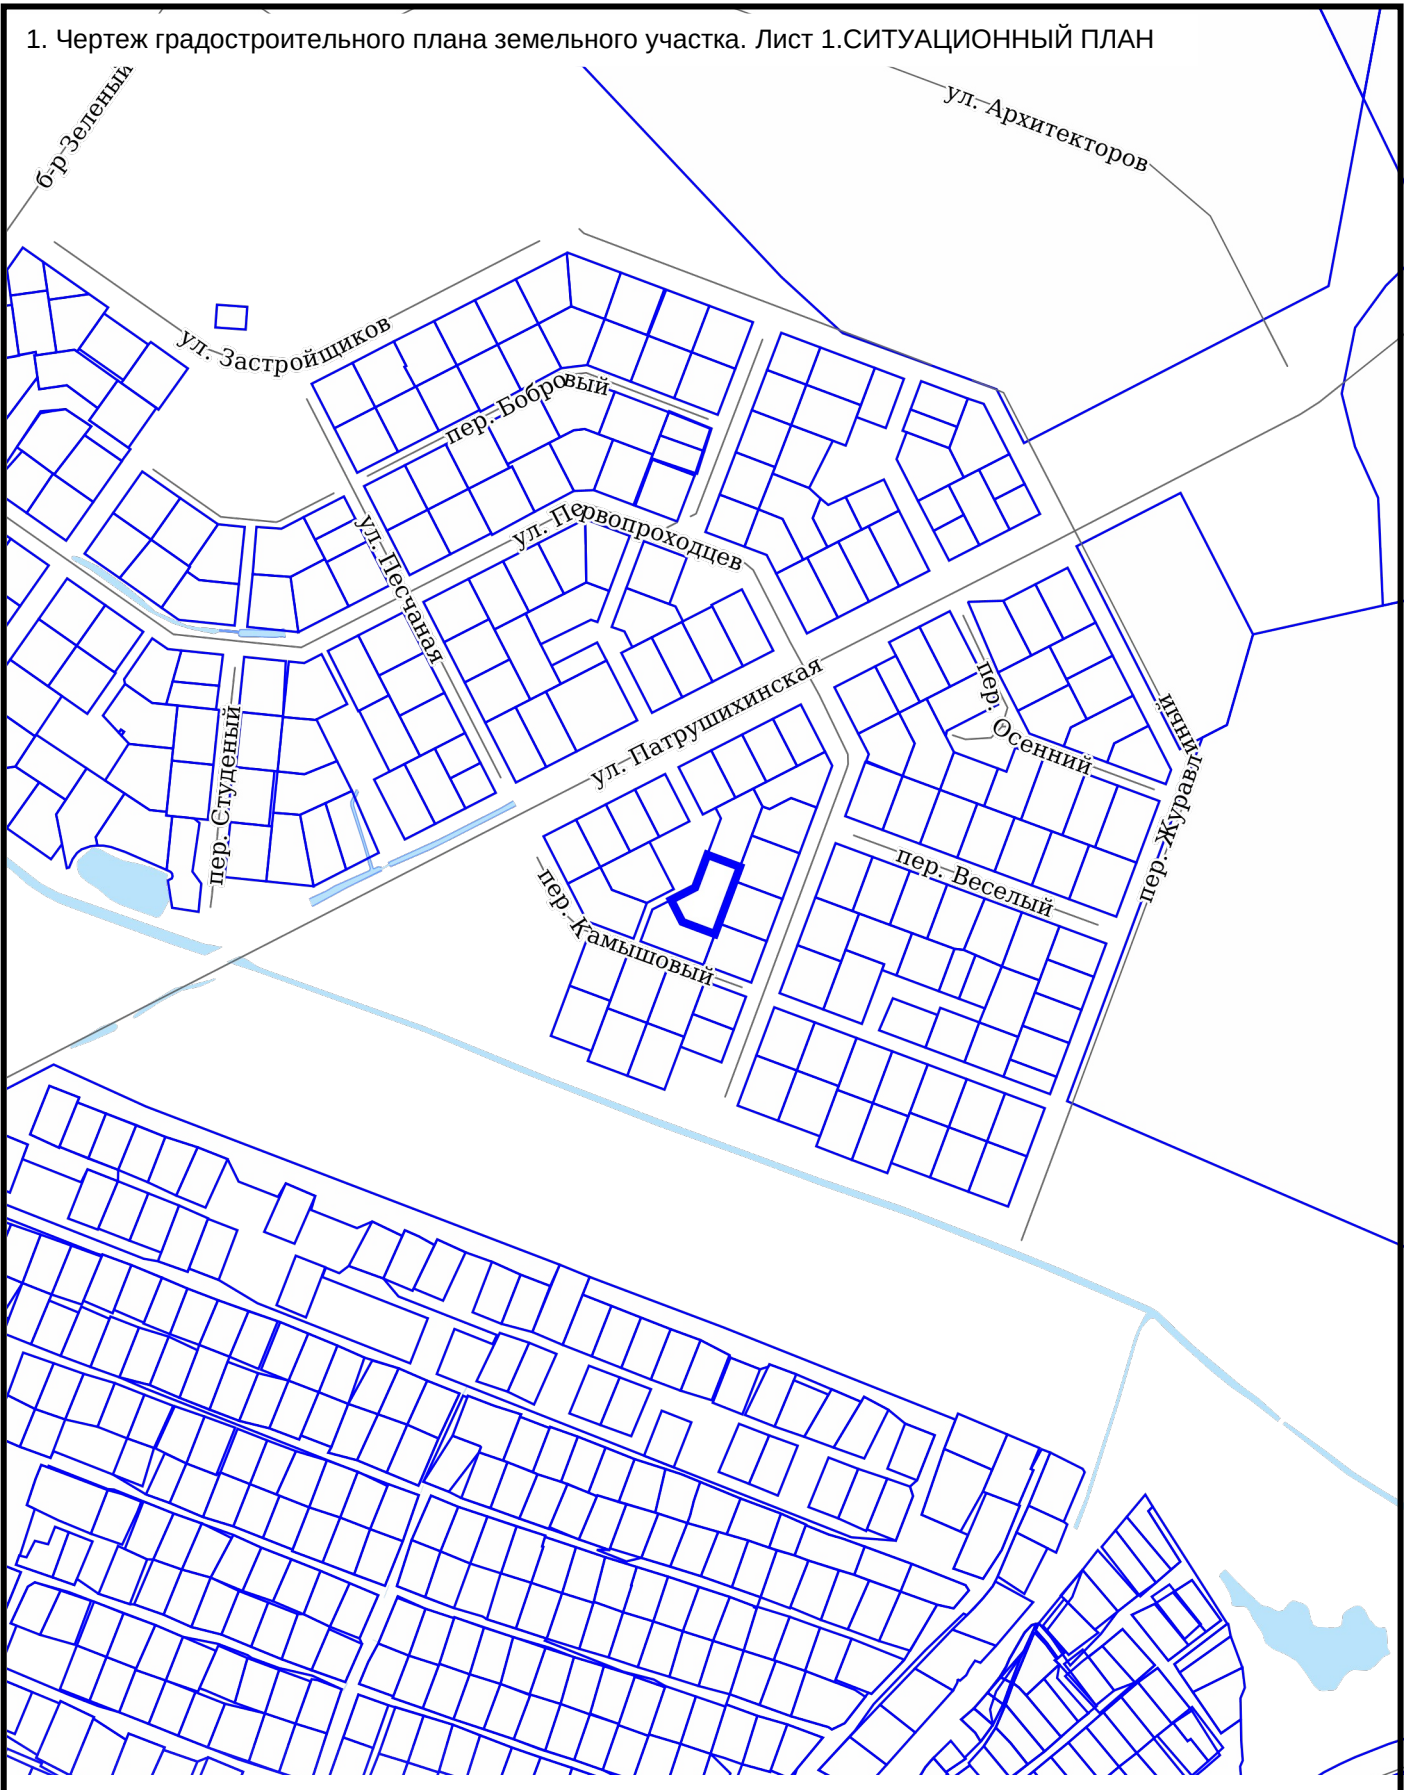 1. Чертеж градостроительного плана земельного участка. Лист 1.СИТУАЦИОННЫЙ ПЛАН
б-р Зеленый
ул. Архитекторов
ул. Застройщиков
пер. Бобровый
ул. Первопроходцев
ул. Песчаная
ул. Патрушихинская
пер. Осенний
пер. Студеный
пер. Журавлиный
пер. Веселый
пер. Камышовый